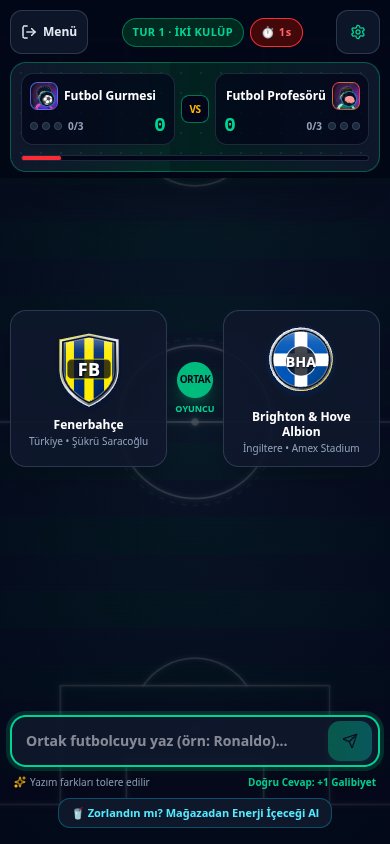 Menü
TUR 1 · İKİ KULÜP
⏱️ 1s
Futbol Gurmesi
0/3
0
VS
Futbol Profesörü
0
0/3
FB
Fenerbahçe
Türkiye • Şükrü Saracoğlu
ORTAK
OYUNCU
BHA
Brighton & Hove
Albion
İngiltere • Amex Stadium
Ortak futbolcuyu yaz (örn: Ronaldo)...
✨ Yazım farkları tolere edilir
Doğru Cevap: +1 Galibiyet
🥤 Zorlandın mı? Mağazadan Enerji İçeceği Al